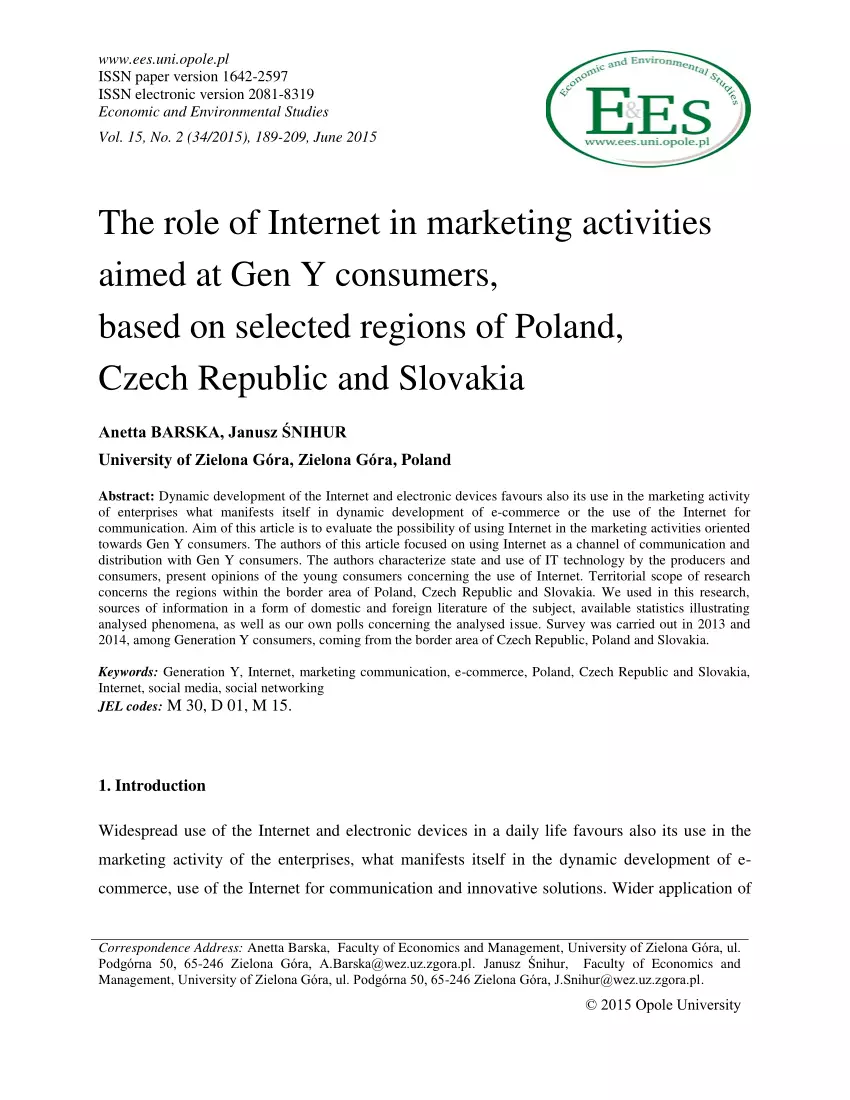 www.ees.uni.opole.pl
ISSN paper version 1642-2597
ISSN electronic version 2081-8319
Economic and Environmental Studies
Vol. 15, No. 2 (34/2015), 189-209, June 2015
Economic and Environmental Studies
E&ES
www.ees.uni.opole.pl
The role of Internet in marketing activities
aimed at Gen Y consumers,
based on selected regions of Poland,
Czech Republic and Slovakia
Anetta BARSKA, Janusz ŚNIHUR
University of Zielona Góra, Zielona Góra, Poland
Abstract: Dynamic development of the Internet and electronic devices favours also its use in the marketing activity
of enterprises what manifests itself in dynamic development of e-commerce or the use of the Internet for
communication. Aim of this article is to evaluate the possibility of using Internet in the marketing activities oriented
towards Gen Y consumers. The authors of this article focused on using Internet as a channel of communication and
distribution with Gen Y consumers. The authors characterize state and use of IT technology by the producers and
consumers, present opinions of the young consumers concerning the use of Internet. Territorial scope of research
concerns the regions within the border area of Poland, Czech Republic and Slovakia. We used in this research,
sources of information in a form of domestic and foreign literature of the subject, available statistics illustrating
analysed phenomena, as well as our own polls concerning the analysed issue. Survey was carried out in 2013 and
2014, among Generation Y consumers, coming from the border area of Czech Republic, Poland and Slovakia.
Keywords: Generation Y, Internet, marketing communication, e-commerce, Poland, Czech Republic and Slovakia,
Internet, social media, social networking
JEL codes: M 30, D 01, M 15.
1. Introduction
Widespread use of the Internet and electronic devices in a daily life favours also its use in the
marketing activity of the enterprises, what manifests itself in the dynamic development of e-
commerce, use of the Internet for communication and innovative solutions. Wider application of
Correspondence Address: Anetta Barska, Faculty of Economics and Management, University of Zielona Góra, ul.
Podgórna 50, 65-246 Zielona Góra, A.Barska@wez.uz.zgora.pl. Janusz Śnihur, Faculty of Economics and
Management, University of Zielona Góra, ul. Podgórna 50, 65-246 Zielona Góra, J.Snihur@wez.uz.zgora.pl.
© 2015 Opole University